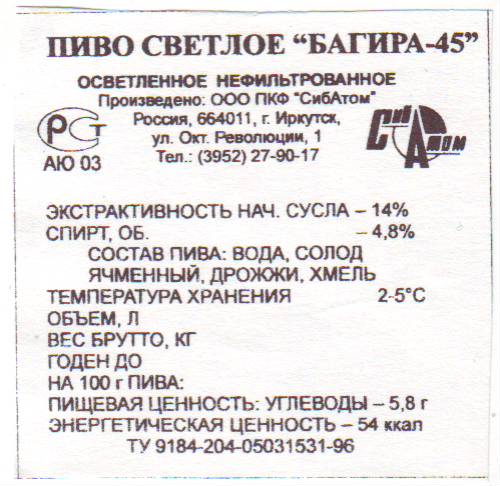 ПИВО СВЕТЛОЕ “БАГИРА-45”
ОСВЕТЛЕННОЕ НЕФИЛЬТРОВАННОЕ
Произведено: ООО ПКФ “СибАтом”
Россия, 664011, г. Иркутск,
ул. Окт. Революции, 1
Тел.: (3952) 27-90-17
РСТ
АЮ 03
СИБ
АТОМ
ЭКСТРАКТИВНОСТЬ НАЧ. СУСЛА – 14%
СПИРТ, ОБ. – 4,8%
СОСТАВ ПИВА: ВОДА, СОЛОД
ЯЧМЕННЫЙ, ДРОЖЖИ, ХМЕЛЬ
ТЕМПЕРАТУРА ХРАНЕНИЯ 2-5°С
ОБЪЕМ, Л
ВЕС БРУТТО, КГ
ГОДЕН ДО
НА 100 г ПИВА:
ПИЩЕВАЯ ЦЕННОСТЬ: УГЛЕВОДЫ – 5,8 г
ЭНЕРГЕТИЧЕСКАЯ ЦЕННОСТЬ – 54 ккал
ТУ 9184-204-05031531-96